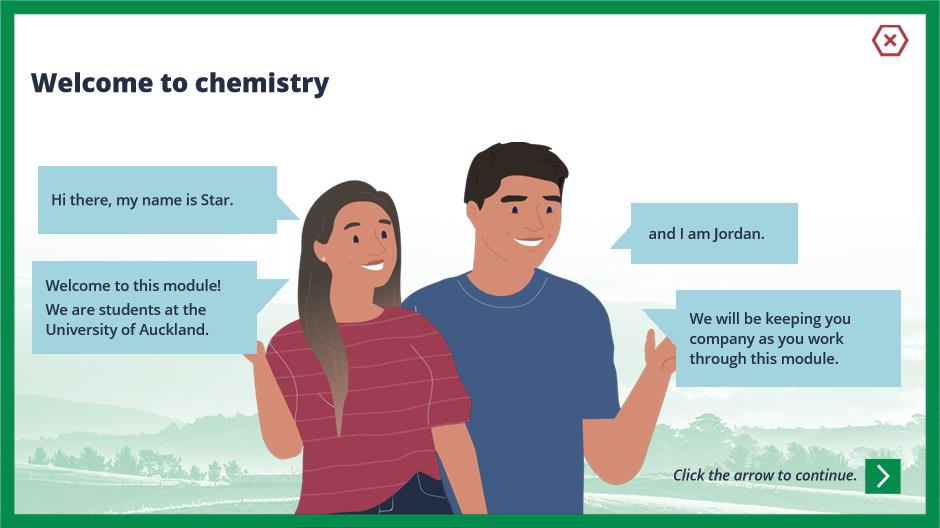 Welcome to chemistry
Hi there, my name is Star.
and I am Jordan.
Welcome to this module!
We are students at the
University of Auckland.
We will be keeping you
company as you work
through this module.
Click the arrow to continue.